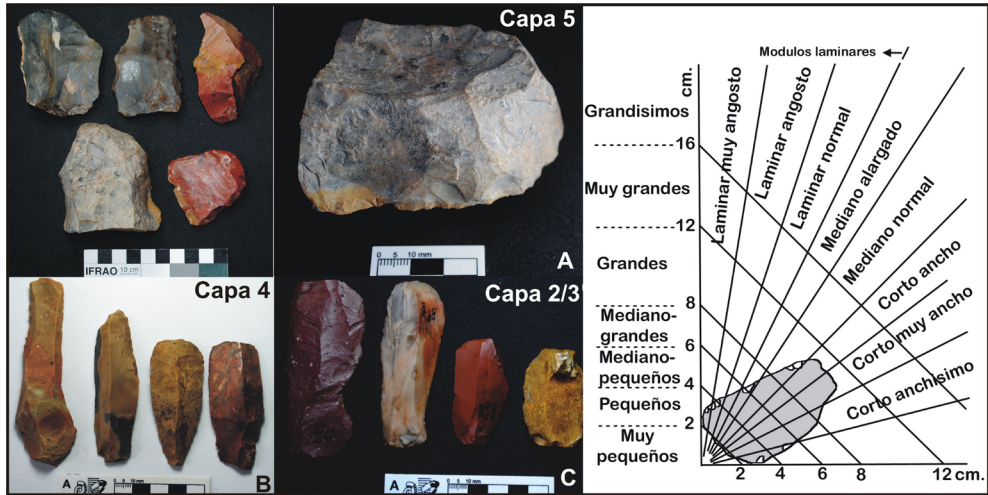 Capa 5
IFRAO 10 cm
0 5 10 mm
A
Capa 4
A
0 5 10 mm
B
Capa 2/3
A
0 5 10 mm
C
Modulos laminares
cm.
Grandisimos
16
Muy grandes
12
Grandes
8
Mediano-
grandes
6
Mediano-
pequeños
4
Pequeños
2
Muy
pequeños
Laminar muy angosto
Laminar angosto
Laminar normal
Mediano alargado
Mediano normal
Corto ancho
Corto muy ancho
Corto anchisimo
2 4 6 8 12 cm.